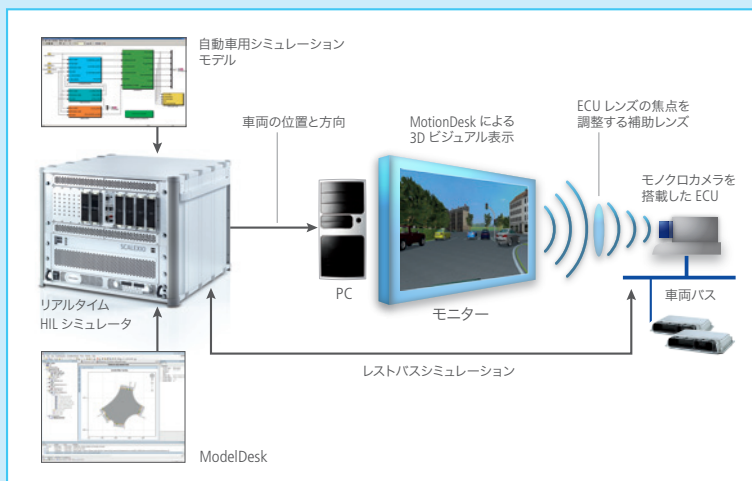 自動車用シミュレーション
モデル
車両の位置と方向
MotionDesk による
3D ビジュアル表示
ECU レンズの焦点を
調整する補助レンズ
モノクロカメラを
搭載した ECU
SCALEXIO
リアルタイム
HIL シミュレータ
PC
モニター
車両バス
レストバスシミュレーション
ModelDesk